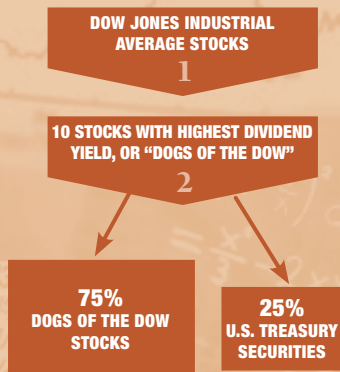 DOW JONES INDUSTRIAL
AVERAGE STOCKS
1
10 STOCKS WITH HIGHEST DIVIDEND
YIELD, OR “DOGS OF THE DOW”
2
75%
DOGS OF THE DOW
STOCKS
25%
U.S. TREASURY
SECURITIES